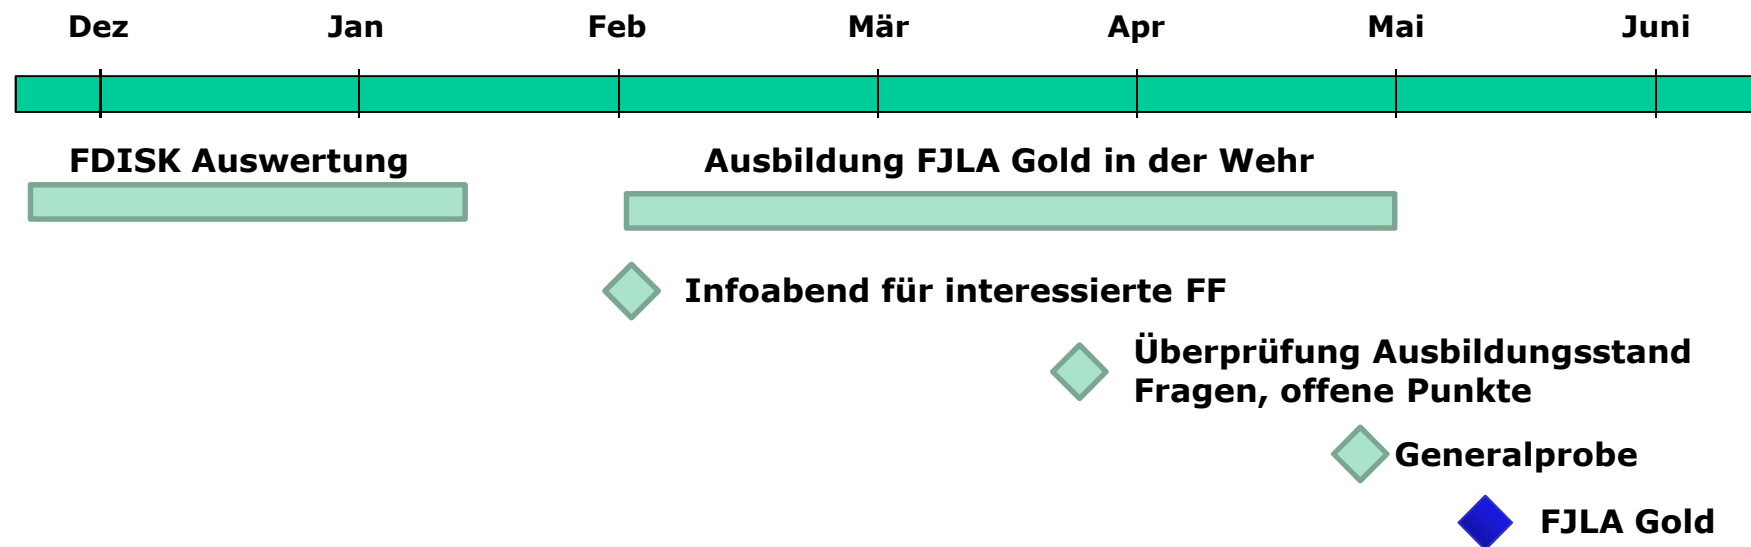 Dez Jan Feb Mär Apr Mai Juni
FDISK Auswertung
Ausbildung FJLA Gold in der Wehr
Infoabend für interessierte FF
Überprüfung Ausbildungsstand
Fragen, offene Punkte
Generalprobe
FJLA Gold